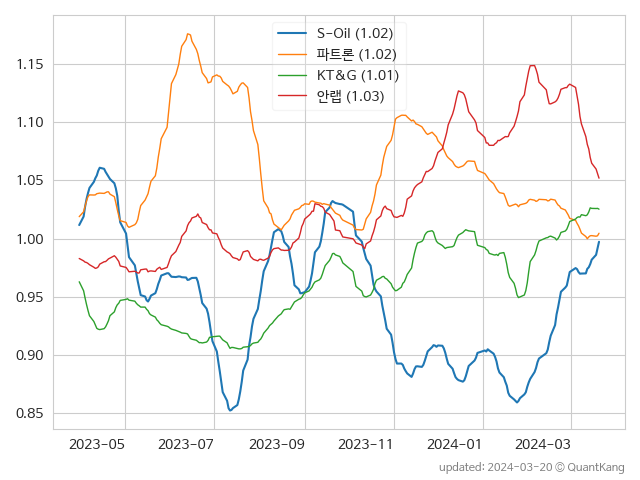 S-Oil (1.02)
파트론 (1.02)
KT&G (1.01)
안랩 (1.03)
1.15
1.10
1.05
1.00
0.95
0.90
0.85
2023-05 2023-07 2023-09 2023-11 2024-01 2024-03
updated: 2024-03-20 © QuantKang